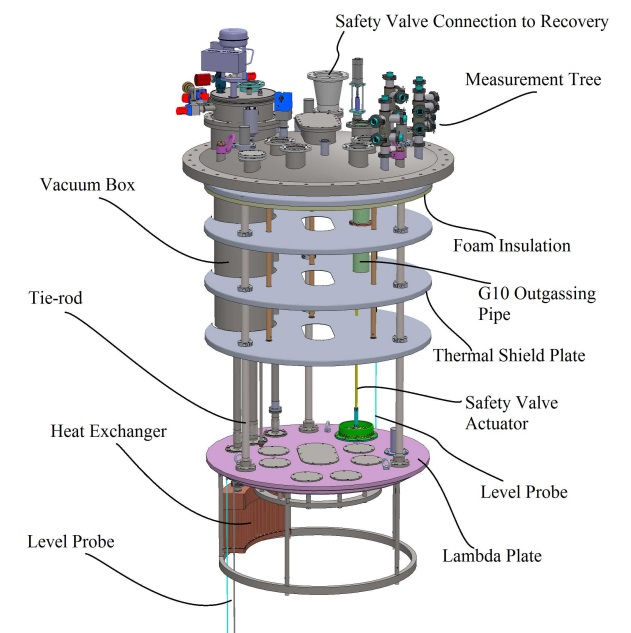 Safety Valve Connection to Recovery
Measurement Tree
Vacuum Box
Foam Insulation
Tie-rod
G10 Outgassing
Pipe
Thermal Shield Plate
Safety Valve
Actuator
Heat Exchanger
Level Probe
Level Probe
Lambda Plate